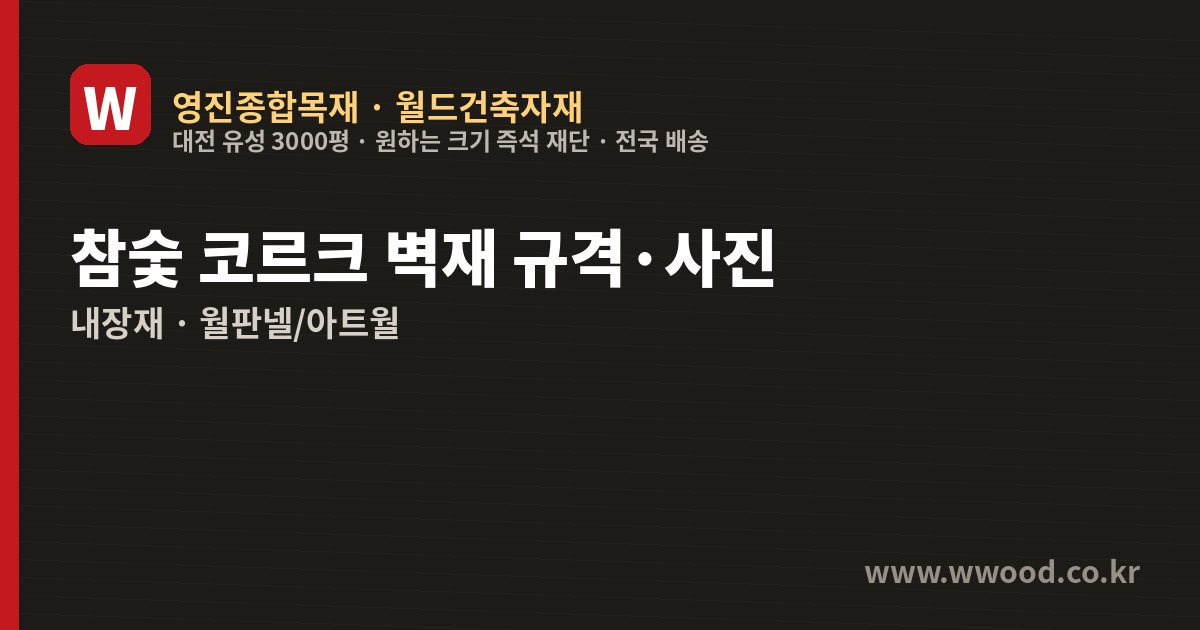 W
영진종합목재 · 월드건축자재
대전 유성 3000평 · 원하는 크기 즉석 재단 · 전국 배송
참숯 코르크 벽재 규격·사진
내장재 · 월판넬/아트월
www.wwood.co.kr